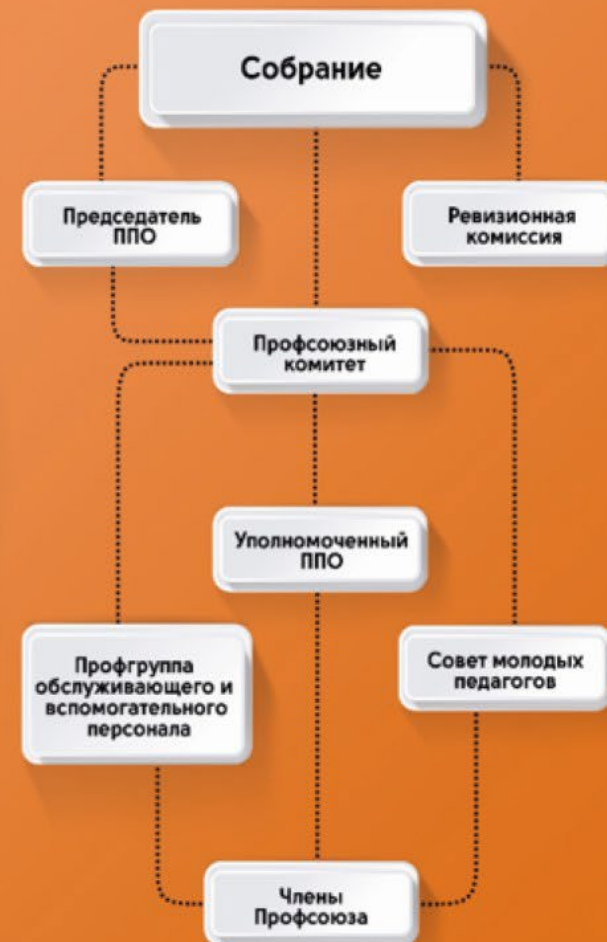 Собрание
Председатель
ППО
Ревизионная
комиссия
Профсоюзный
комитет
Уполномоченный
ППО
Профгруппа
обслуживающего и
вспомогательного
персонала
Совет молодых
педагогов
Члены
Профсоюза